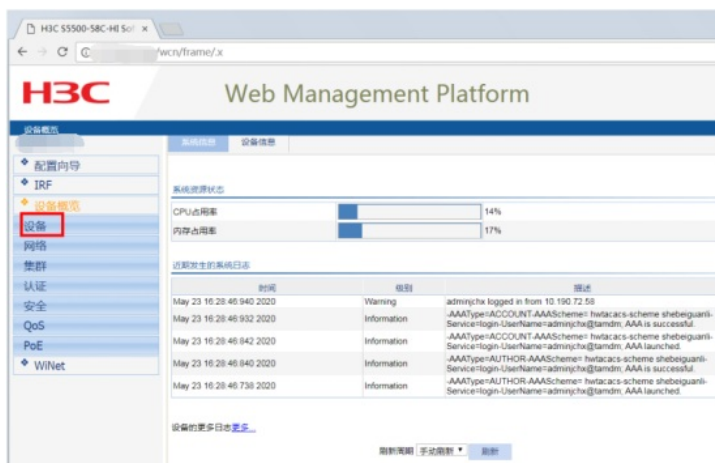 H3C S5500-58C-HI Sof
/wcn/frame/.x
H3C
Web Management Platform
设备概览
系统信息 设备信息
配置向导
IRF
设备概览
设备
网络
集群
认证
安全
QoS
PoE
WiNet
系统资源状态
CPU占用率 14%
内存占用率 17%
近期发生的系统日志
时间 级别 描述
May 23 16:28:46:940 2020 Warning adminjchx logged in from 10.190.72.58
May 23 16:28:46:932 2020 Information -AAAType=ACCOUNT-AAAScheme= hwtacacs-scheme shebeiguanli-
Service=login-UserName=adminjchx@tamdm; AAA is successful.
May 23 16:28:46:842 2020 Information -AAAType=ACCOUNT-AAAScheme= hwtacacs-scheme shebeiguanli-
Service=login-UserName=adminjchx@tamdm; AAA launched.
May 23 16:28:46:840 2020 Information -AAAType=AUTHOR-AAAScheme= hwtacacs-scheme shebeiguanli-
Service=login-UserName=adminjchx@tamdm; AAA is successful.
May 23 16:28:46:738 2020 Information -AAAType=AUTHOR-AAAScheme= hwtacacs-scheme shebeiguanli-
Service=login-UserName=adminjchx@tamdm; AAA launched.
设备的更多日志更多...
刷新周期 手动刷新 刷新